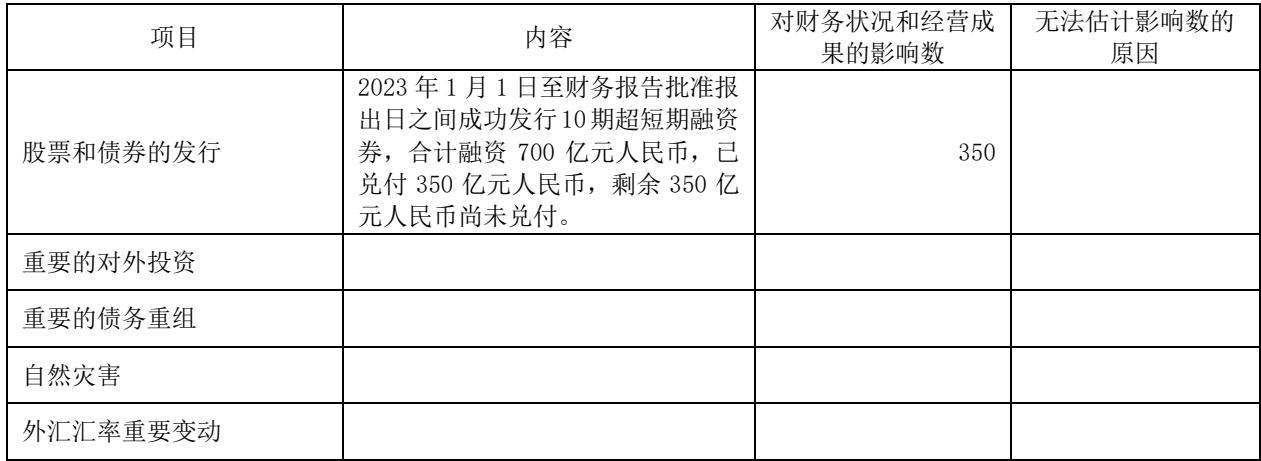 项目
内容
对财务状况和经营成
果的影响数
无法估计影响数的
原因
股票和债券的发行
2023 年 1 月 1 日至财务报告批准报
出日之间成功发行 10 期超短期融资
券，合计融资 700 亿元人民币，已
兑付 350 亿元人民币，剩余 350 亿
元人民币尚未兑付。
350
重要的对外投资
重要的债务重组
自然灾害
外汇汇率重要变动